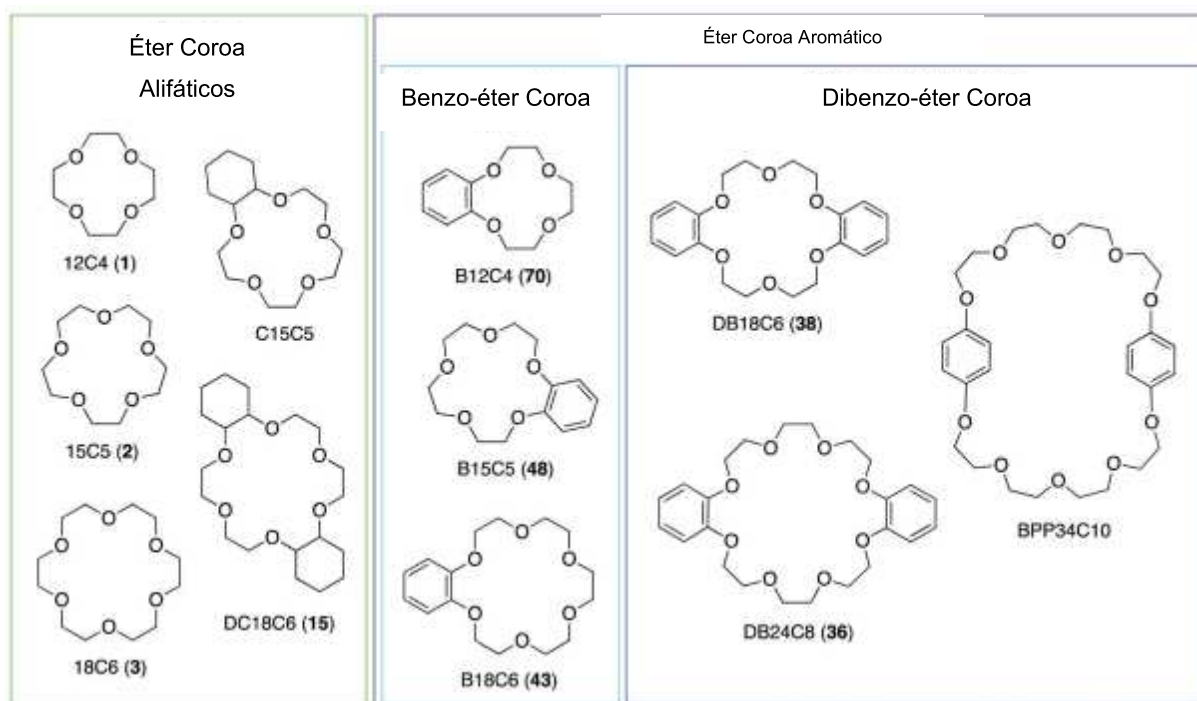 Éter Coroa
Alifáticos
12C4 (1)
C15C5
15C5 (2)
DC18C6 (15)
18C6 (3)
Éter Coroa Aromático
Benzo-éter Coroa
B12C4 (70)
B15C5 (48)
B18C6 (43)
Dibenzo-éter Coroa
DB18C6 (38)
BPP34C10
DB24C8 (36)